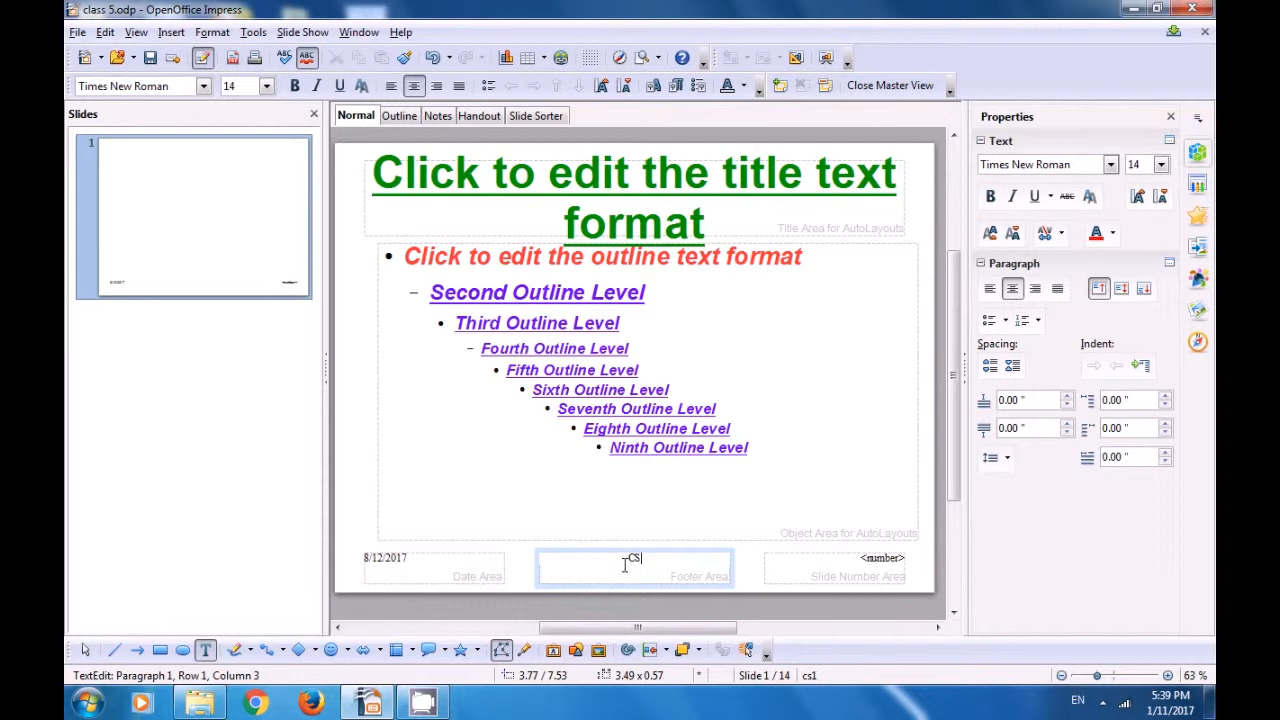 class 5.odp - OpenOffice Impress
File Edit View Insert Format Tools Slide Show Window Help
Times New Roman 14 Close Master View
Slides
1
Normal Outline Notes Handout Slide Sorter
Click to edit the title text
format
Title Area for AutoLayouts
• Click to edit the outline text format
– Second Outline Level
• Third Outline Level
– Fourth Outline Level
• Fifth Outline Level
• Sixth Outline Level
• Seventh Outline Level
• Eighth Outline Level
• Ninth Outline Level
Object Area for AutoLayouts
8/12/2017 CS <number>
Date Area Footer Area Slide Number Area
Properties
Text
Times New Roman 14
Paragraph
Spacing: Indent:
0.00 " 0.00 "
0.00 " 0.00 "
0.00 "
TextEdit: Paragraph 1, Row 1, Column 3 3.77 / 7.53 3.49 x 0.57 * Slide 1 / 14 cs1 63 %
EN 5:39 PM
1/11/2017